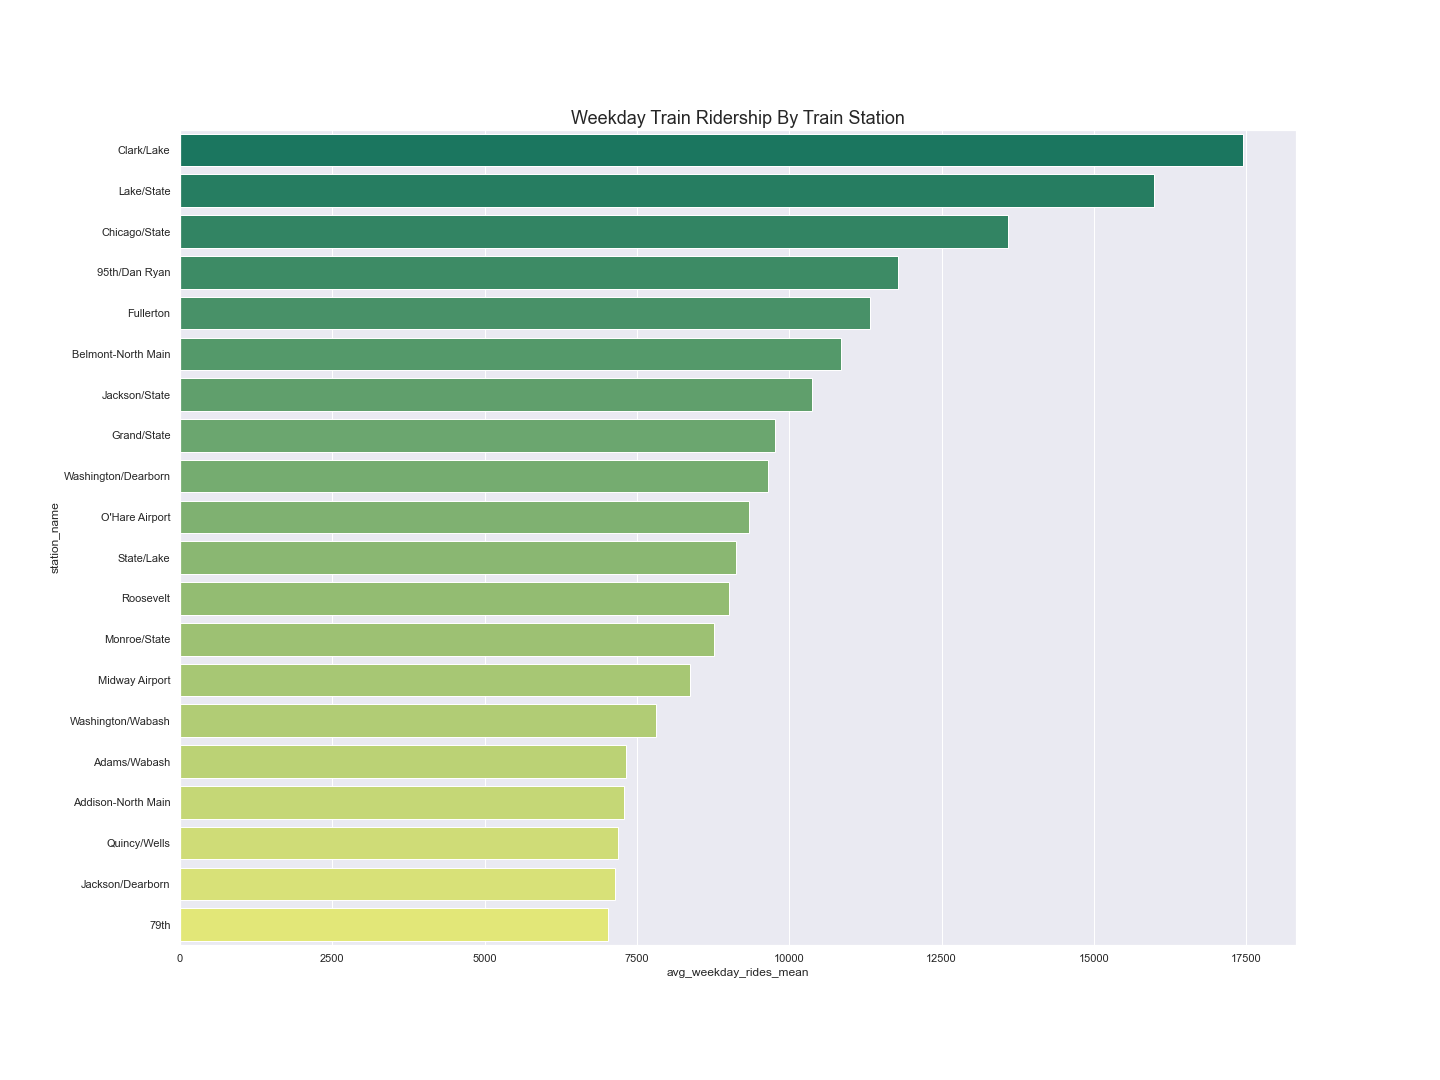 Weekday Train Ridership By Train Station
Clark/Lake
Lake/State
Chicago/State
95th/Dan Ryan
Fullerton
Belmont-North Main
Jackson/State
Grand/State
Washington/Dearborn
O'Hare Airport
State/Lake
Roosevelt
Monroe/State
Midway Airport
Washington/Wabash
Adams/Wabash
Addison-North Main
Quincy/Wells
Jackson/Dearborn
79th
station_name
0 2500 5000 7500 10000 12500 15000 17500
avg_weekday_rides_mean